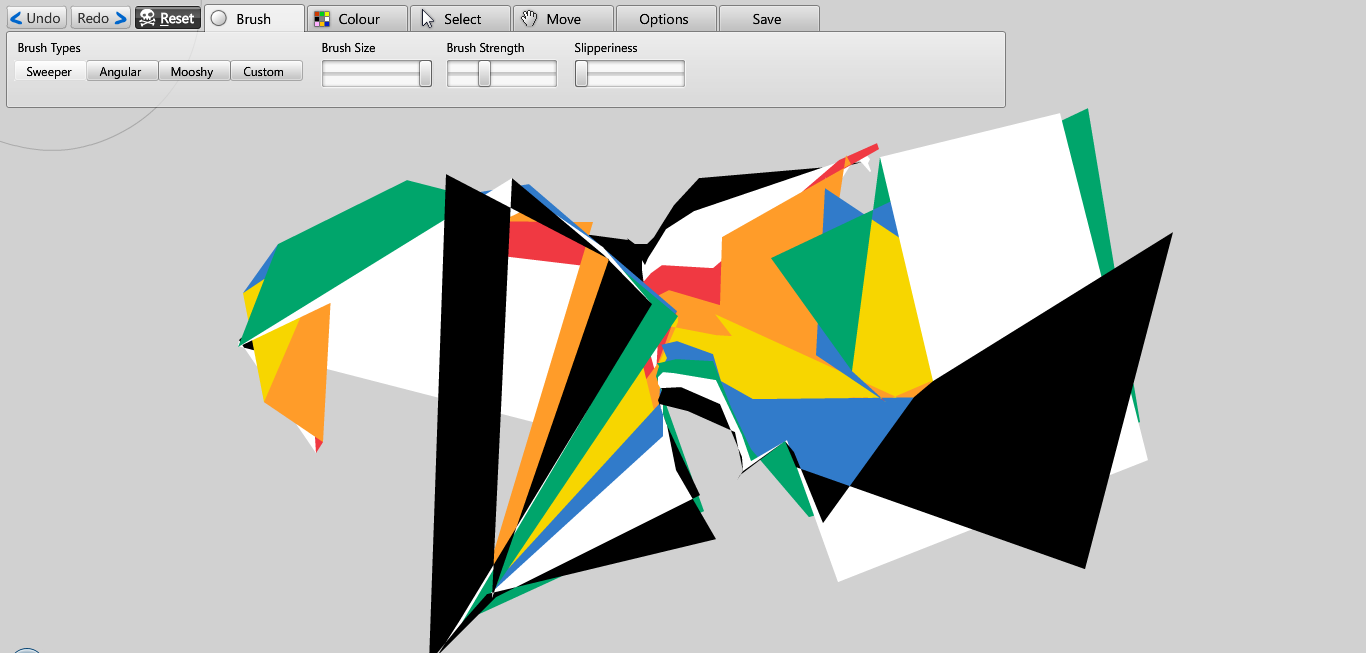 Undo Redo Reset Brush Colour Select Move Options Save
Brush Types Brush Size Brush Strength Slipperiness
Sweeper Angular Mooshy Custom